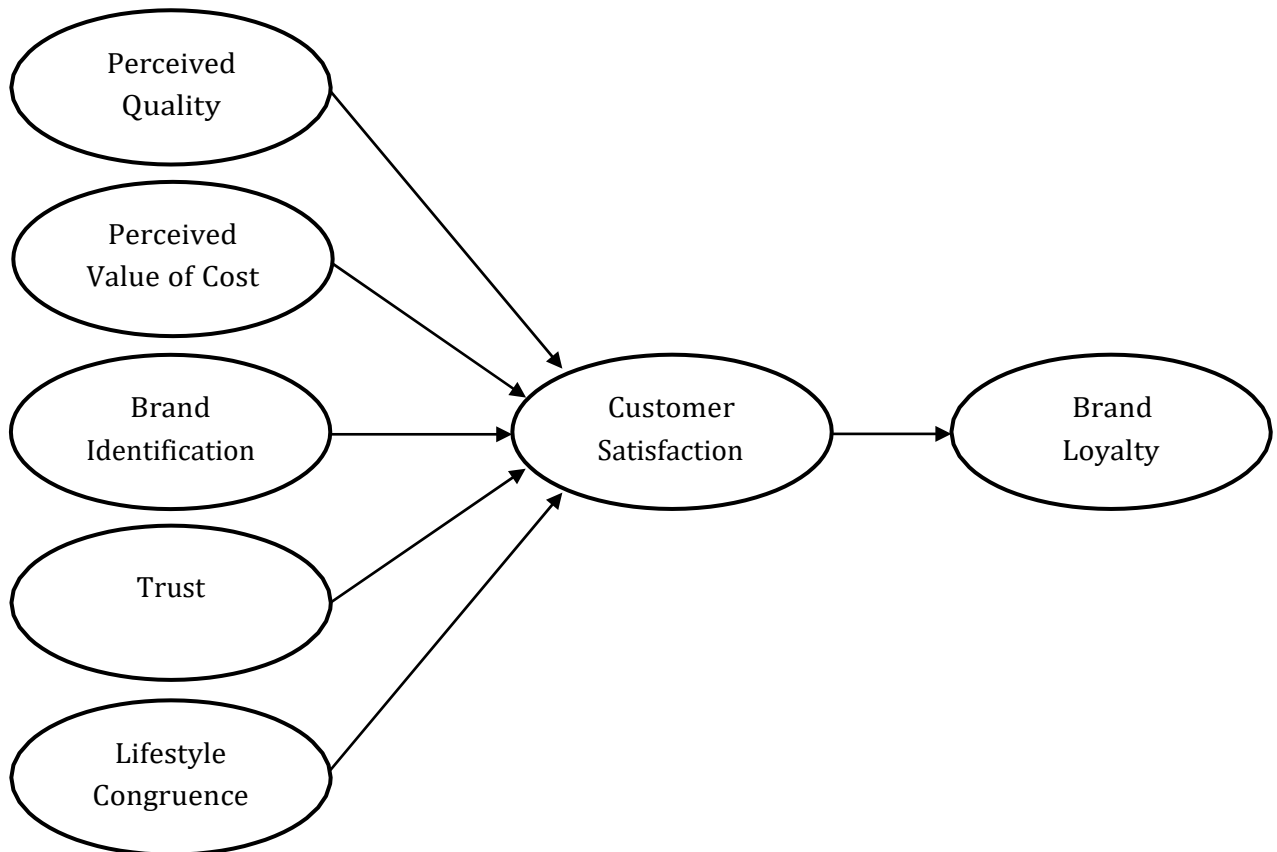 Perceived
Quality
Perceived
Value of Cost
Brand
Identification
Customer
Satisfaction
Brand
Loyalty
Trust
Lifestyle
Congruence